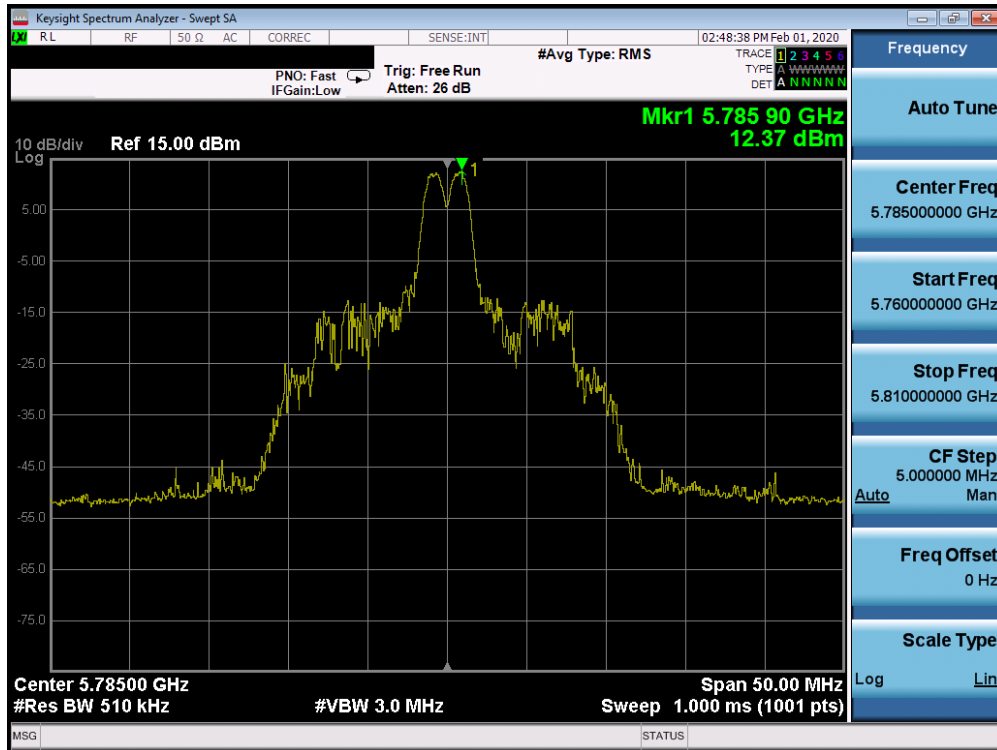 Keysight Spectrum Analyzer - Swept SA
LXI RL RF 50 Ω AC CORREC SENSE:INT 02:48:38 PM Feb 01, 2020
#Avg Type: RMS
TRACE 1 2 3 4 5 6
TYPE A WWWWW
DET A N N N N N
PNO: Fast
IFGain:Low
Trig: Free Run
Atten: 26 dB
Mkr1 5.785 90 GHz
12.37 dBm
10 dB/div Ref 15.00 dBm
Log
1
5.00
-5.00
-15.0
-25.0
-35.0
-45.0
-55.0
-65.0
-75.0
Center 5.78500 GHz Span 50.00 MHz
#Res BW 510 kHz #VBW 3.0 MHz Sweep 1.000 ms (1001 pts)
MSG STATUS
Frequency
Auto Tune
Center Freq
5.785000000 GHz
Start Freq
5.760000000 GHz
Stop Freq
5.810000000 GHz
CF Step
5.000000 MHz
Auto Man
Freq Offset
0 Hz
Scale Type
Log Lin